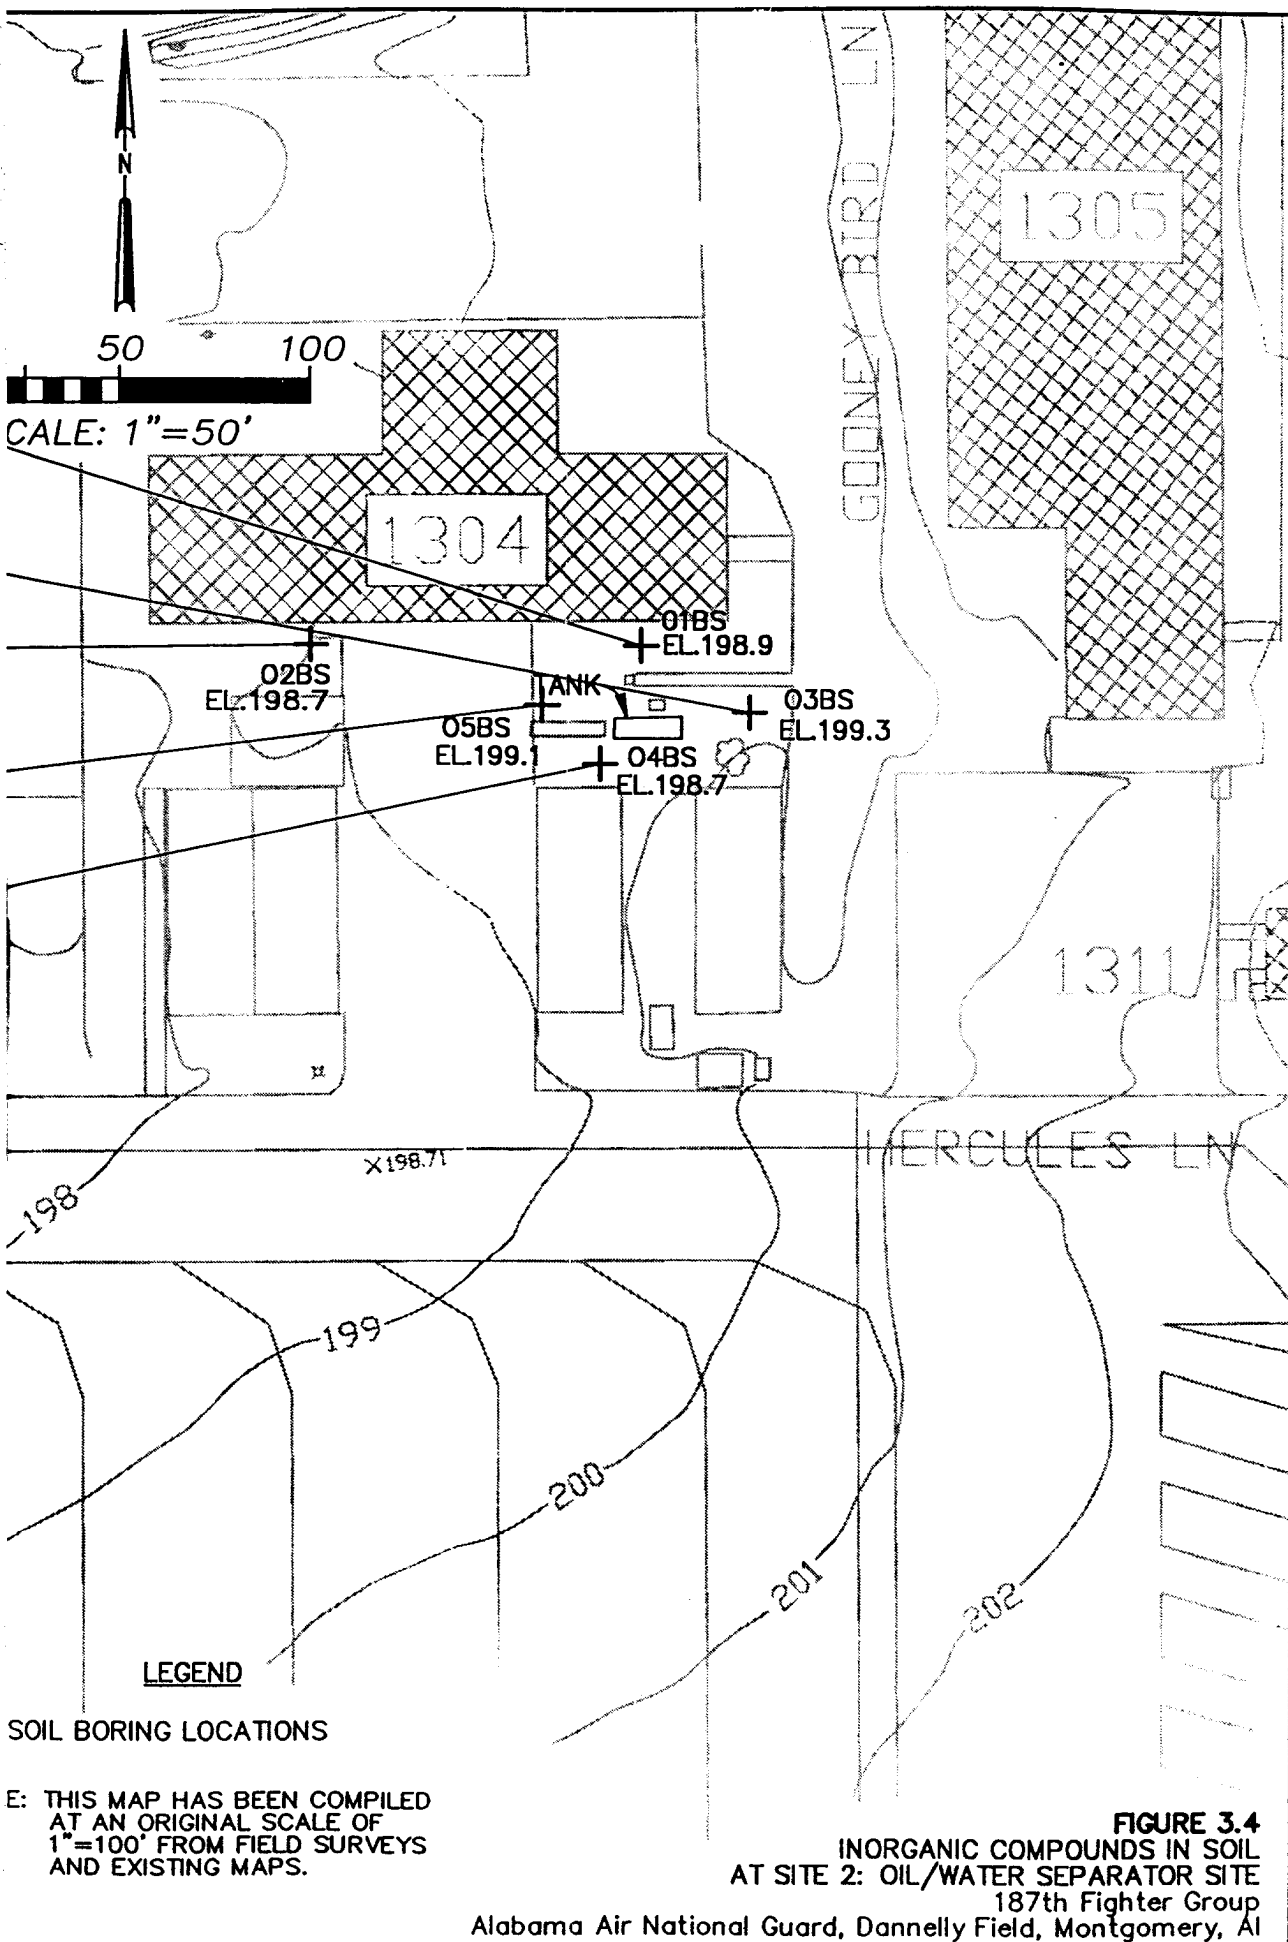 N
50 100
CALE: 1"=50'
GOONEY BIRD LN
1305
1304
01BS
EL.198.9
02BS
EL.198.7
ANK
03BS
EL.199.3
05BS
EL.199.1
04BS
EL.198.7
1311
HERCULES LN
X198.71
198
199
200
201
202
LEGEND
SOIL BORING LOCATIONS
E: THIS MAP HAS BEEN COMPILED
AT AN ORIGINAL SCALE OF
1"=100' FROM FIELD SURVEYS
AND EXISTING MAPS.
FIGURE 3.4
INORGANIC COMPOUNDS IN SOIL
AT SITE 2: OIL/WATER SEPARATOR SITE
187th Fighter Group
Alabama Air National Guard, Dannelly Field, Montgomery, Al